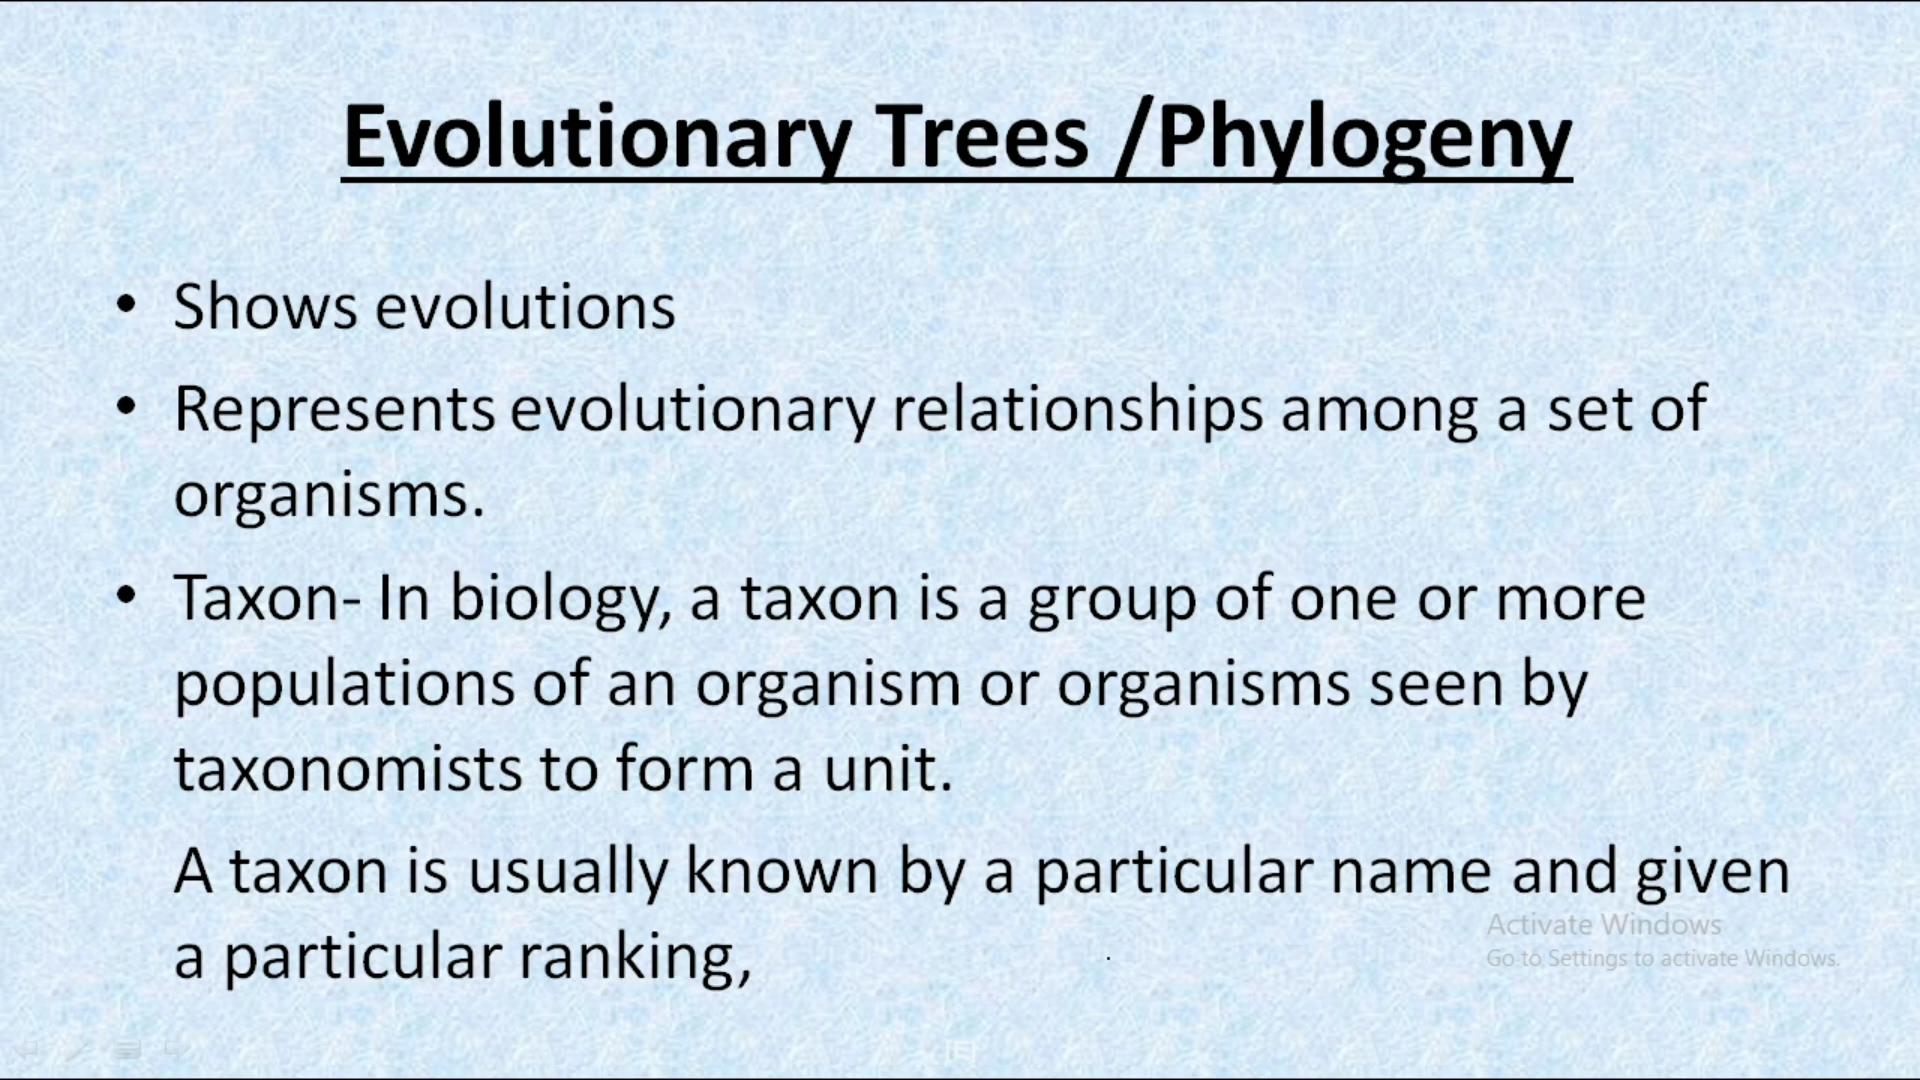 Evolutionary Trees /Phylogeny
• Shows evolutions
• Represents evolutionary relationships among a set of
organisms.
• Taxon- In biology, a taxon is a group of one or more
populations of an organism or organisms seen by
taxonomists to form a unit.
A taxon is usually known by a particular name and given
a particular ranking,
Activate Windows
Go to Settings to activate Windows.